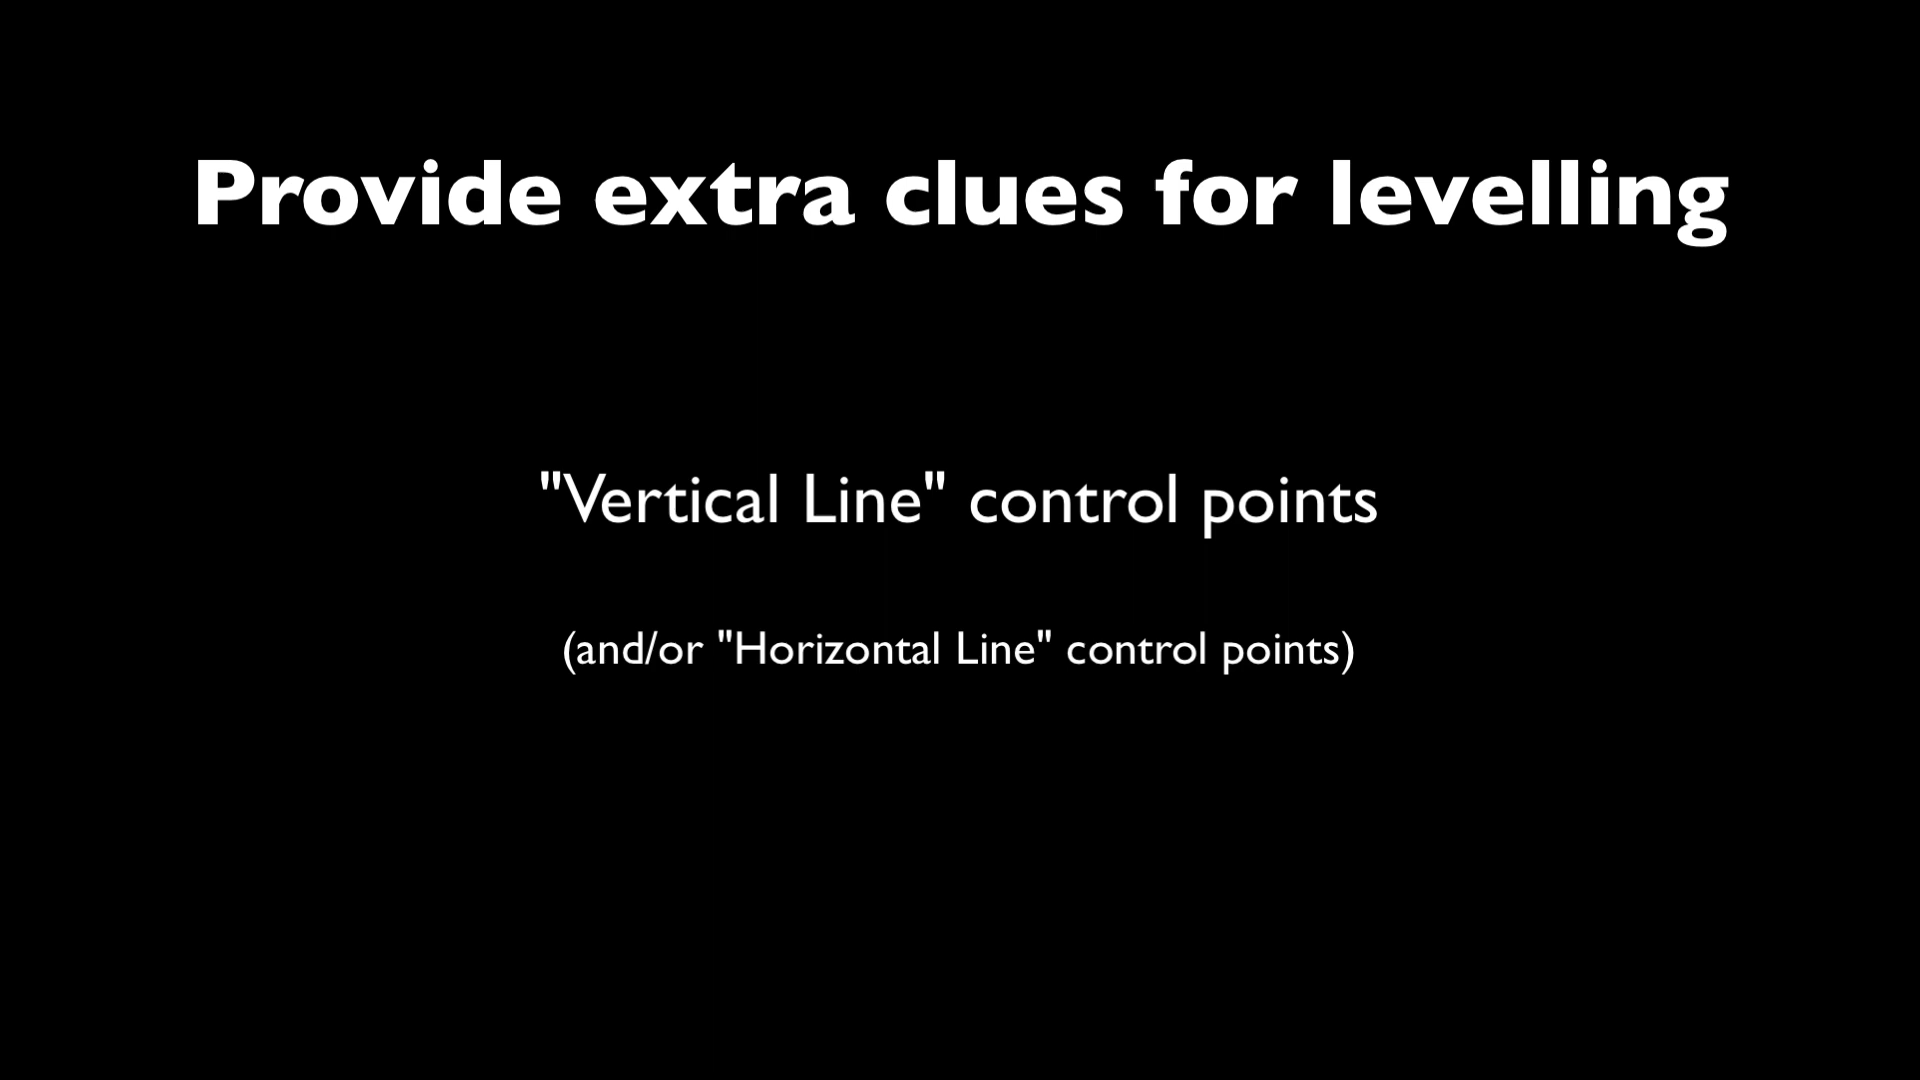 Provide extra clues for levelling
"Vertical Line" control points
(and/or "Horizontal Line" control points)